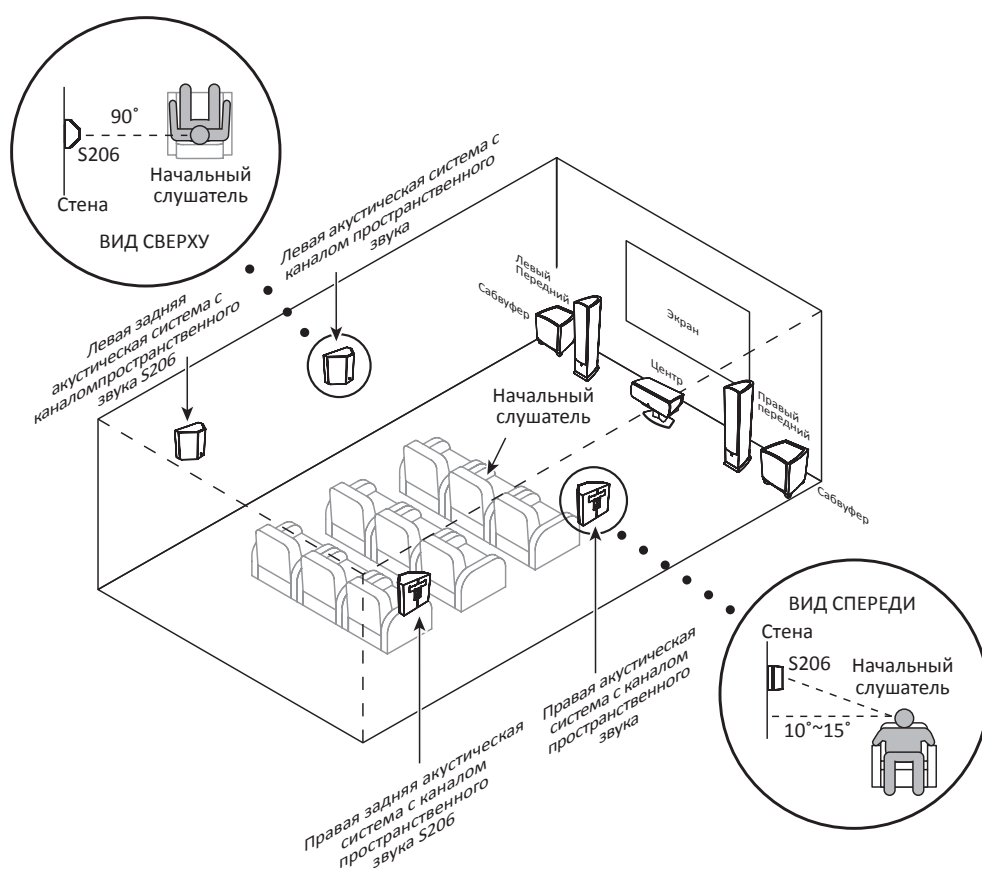 90˚
S206
Начальный
слушатель
Стена
ВИД СВЕРХУ
Левая акустическая система с
каналом пространственного
звука
Левая задняя
акустическая система с
каналомпространственного
звука S206
Левый
Передний
Сабвуфер
Экран
Центр
Начальный
слушатель
Правый
передний
Сабвуфер
ВИД СПЕРЕДИ
Стена
S206
Начальный
слушатель
10˚~15˚
Правая акустическая
система с каналом
пространственного
звука
Правая задняя акустическая
система с каналом
пространственного
звука S206